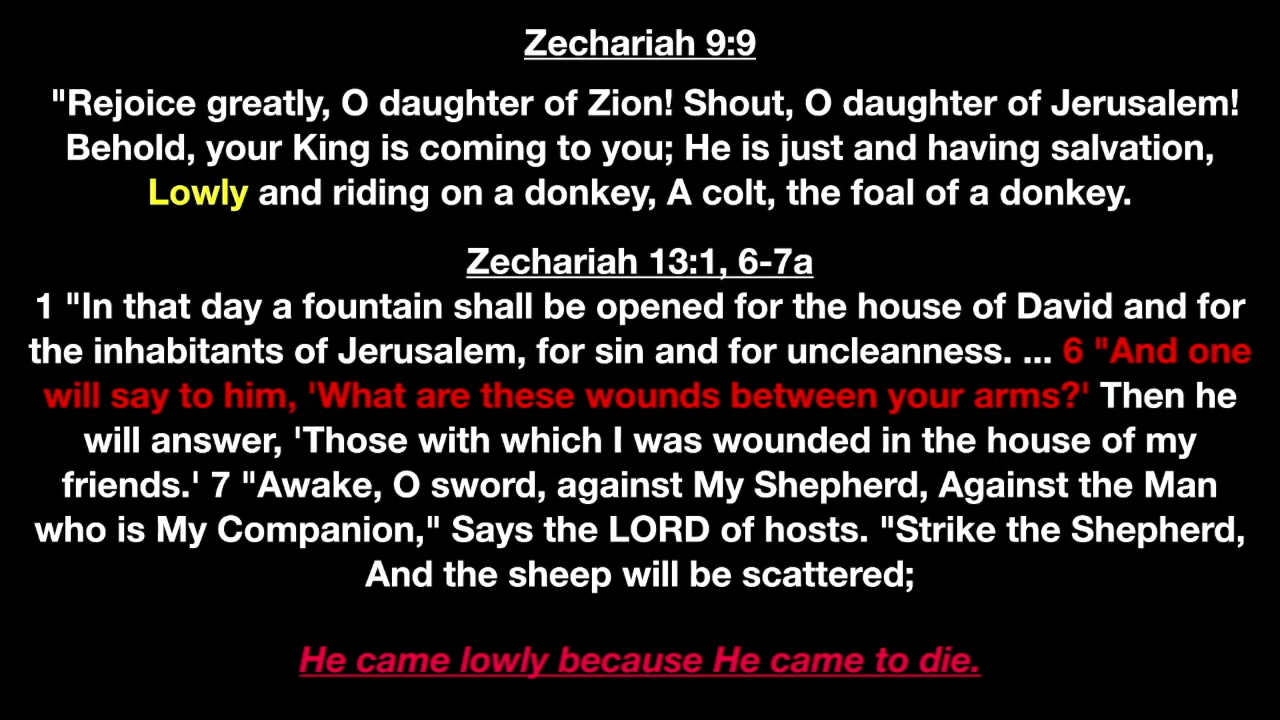 Zechariah 9:9
"Rejoice greatly, O daughter of Zion! Shout, O daughter of Jerusalem!
Behold, your King is coming to you; He is just and having salvation,
Lowly and riding on a donkey, A colt, the foal of a donkey.
Zechariah 13:1, 6-7a
1 "In that day a fountain shall be opened for the house of David and for
the inhabitants of Jerusalem, for sin and for uncleanness. ... 6 "And one
will say to him, 'What are these wounds between your arms?' Then he
will answer, 'Those with which I was wounded in the house of my
friends.' 7 "Awake, O sword, against My Shepherd, Against the Man
who is My Companion," Says the LORD of hosts. "Strike the Shepherd,
And the sheep will be scattered;
He came lowly because He came to die.